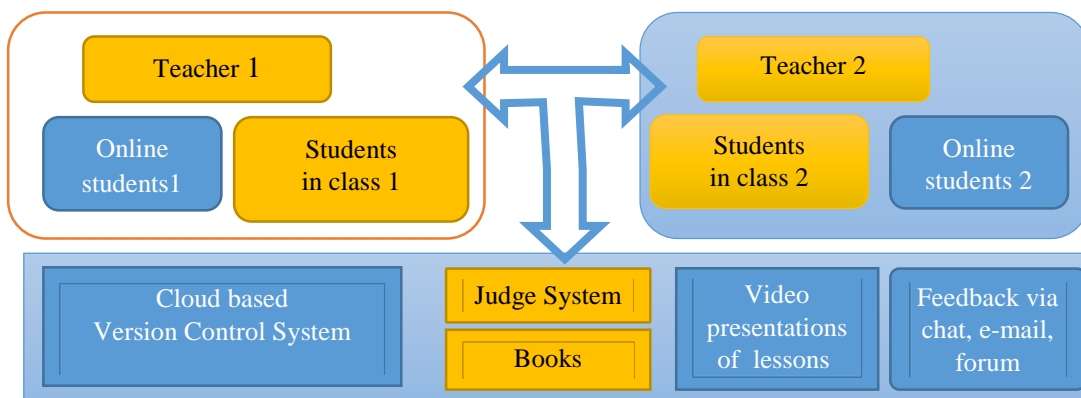 Teacher 1
Online
students1
Students
in class 1
Teacher 2
Students
in class 2
Online
students 2
Cloud based
Version Control System
Judge System
Books
Video
presentations
of lessons
Feedback via
chat, e-mail,
forum